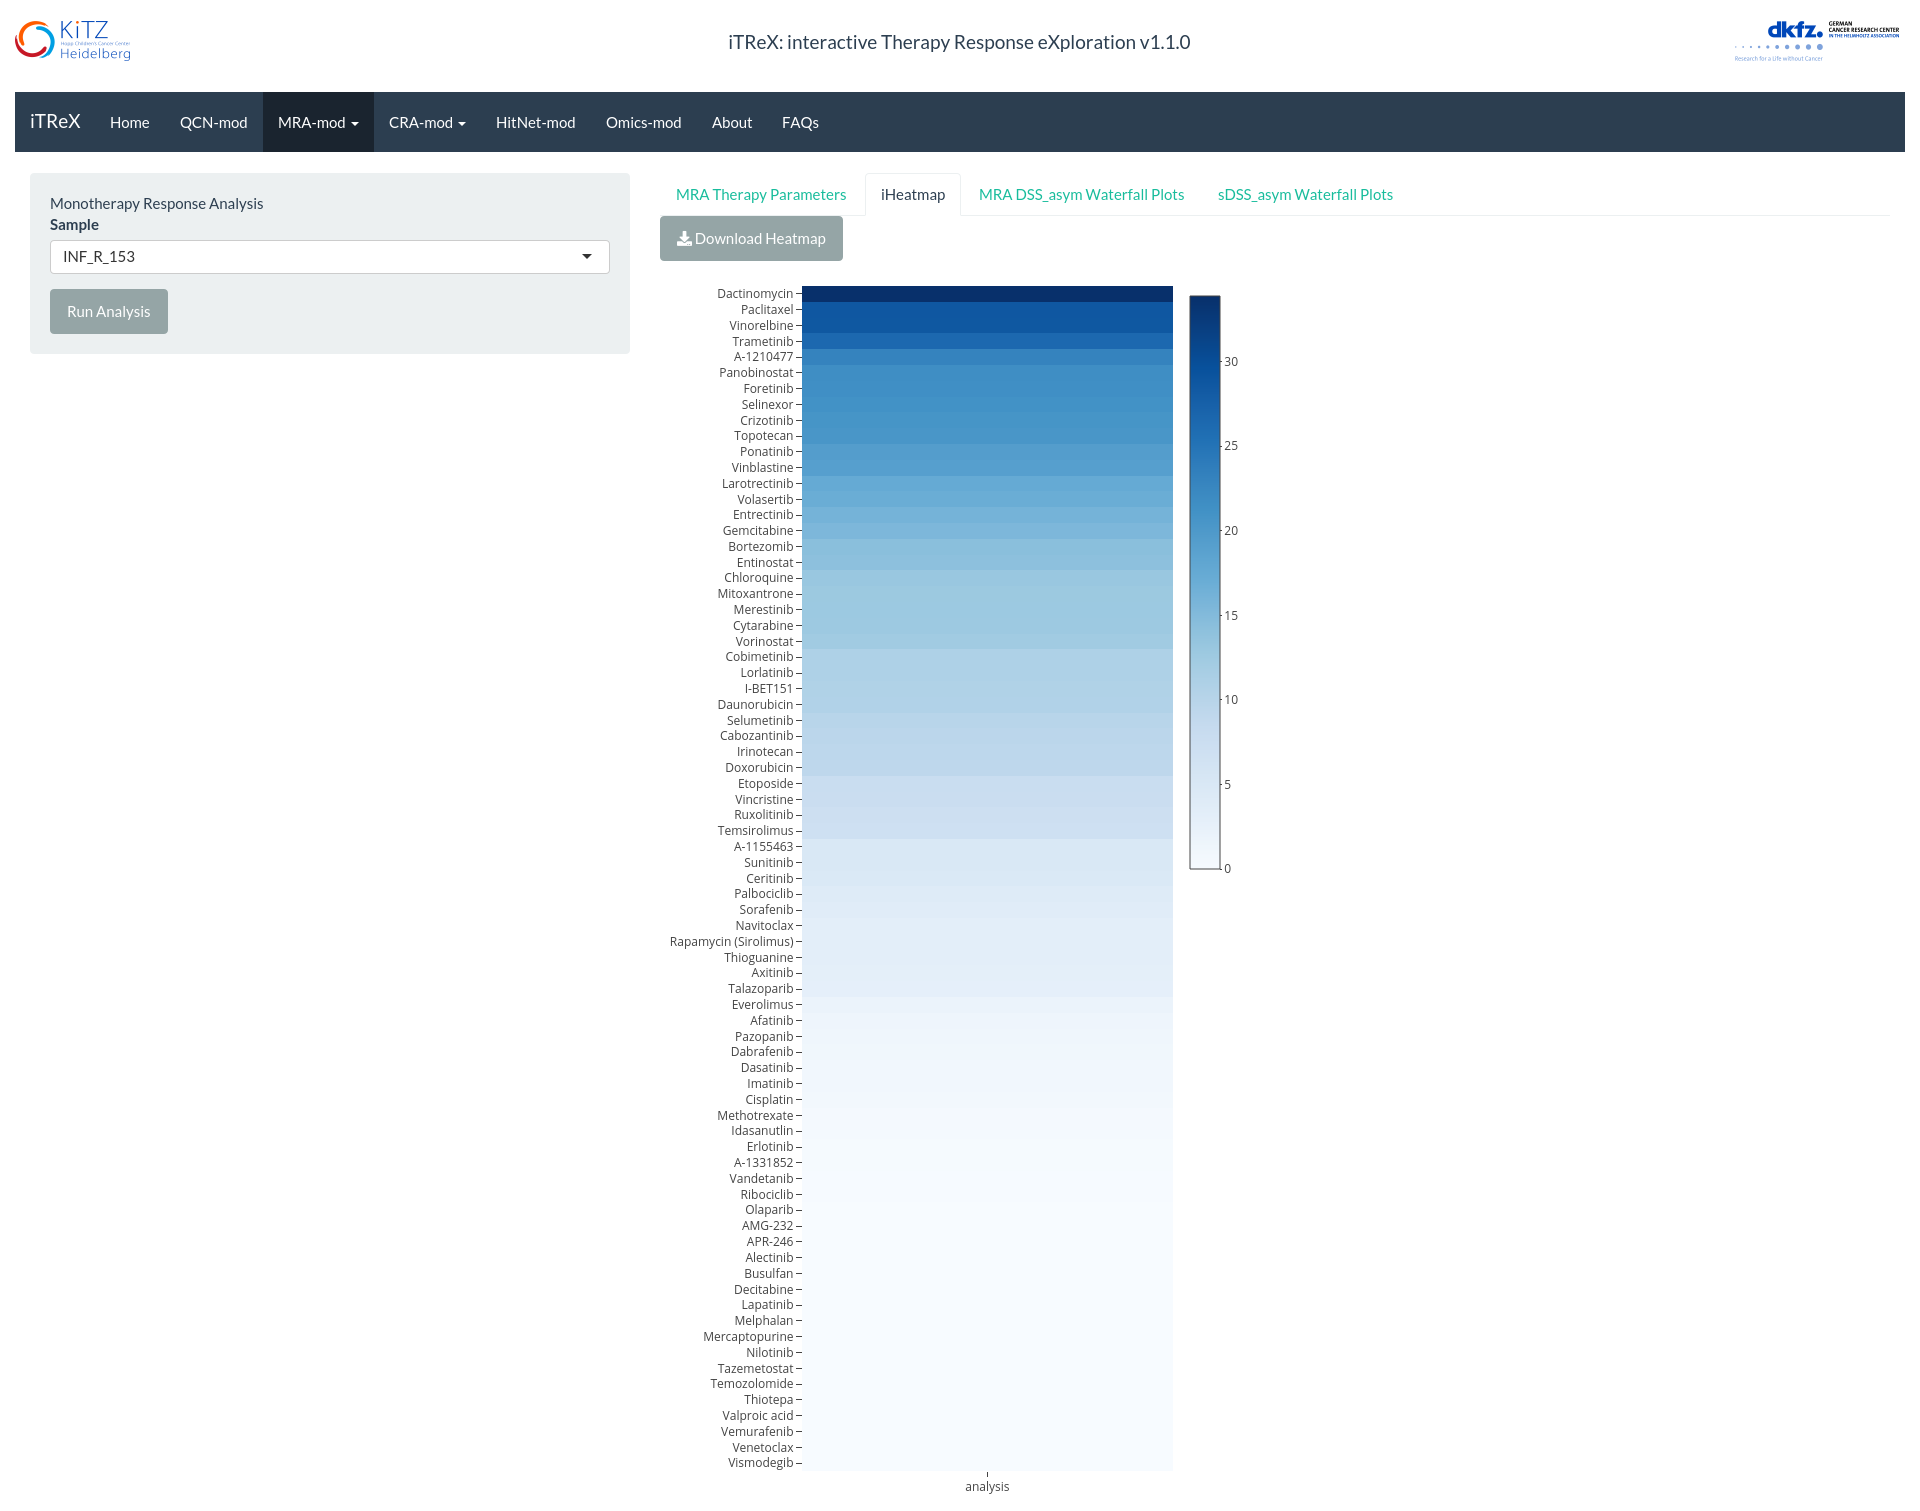 KiTZ
Hopp Children's Cancer Center
Heidelberg
iTReX: interactive Therapy Response eXploration v1.1.0
dkfz.
GERMAN
CANCER RESEARCH CENTER
IN THE HELMHOLTZ ASSOCIATION
Research for a Life without Cancer
iTReX Home QCN-mod MRA-mod CRA-mod HitNet-mod Omics-mod About FAQs
Monotherapy Response Analysis
Sample
INF_R_153
Run Analysis
MRA Therapy Parameters iHeatmap MRA DSS_asym Waterfall Plots sDSS_asym Waterfall Plots
Download Heatmap
Dactinomycin
Paclitaxel
Vinorelbine
Trametinib
A-1210477
Panobinostat
Foretinib
Selinexor
Crizotinib
Topotecan
Ponatinib
Vinblastine
Larotrectinib
Volasertib
Entrectinib
Gemcitabine
Bortezomib
Entinostat
Chloroquine
Mitoxantrone
Merestinib
Cytarabine
Vorinostat
Cobimetinib
Lorlatinib
I-BET151
Daunorubicin
Selumetinib
Cabozantinib
Irinotecan
Doxorubicin
Etoposide
Vincristine
Ruxolitinib
Temsirolimus
A-1155463
Sunitinib
Ceritinib
Palbociclib
Sorafenib
Navitoclax
Rapamycin (Sirolimus)
Thioguanine
Axitinib
Talazoparib
Everolimus
Afatinib
Pazopanib
Dabrafenib
Dasatinib
Imatinib
Cisplatin
Methotrexate
Idasanutlin
Erlotinib
A-1331852
Vandetanib
Ribociclib
Olaparib
AMG-232
APR-246
Alectinib
Busulfan
Decitabine
Lapatinib
Melphalan
Mercaptopurine
Nilotinib
Tazemetostat
Temozolomide
Thiotepa
Valproic acid
Vemurafenib
Venetoclax
Vismodegib
analysis
30
25
20
15
10
5
0